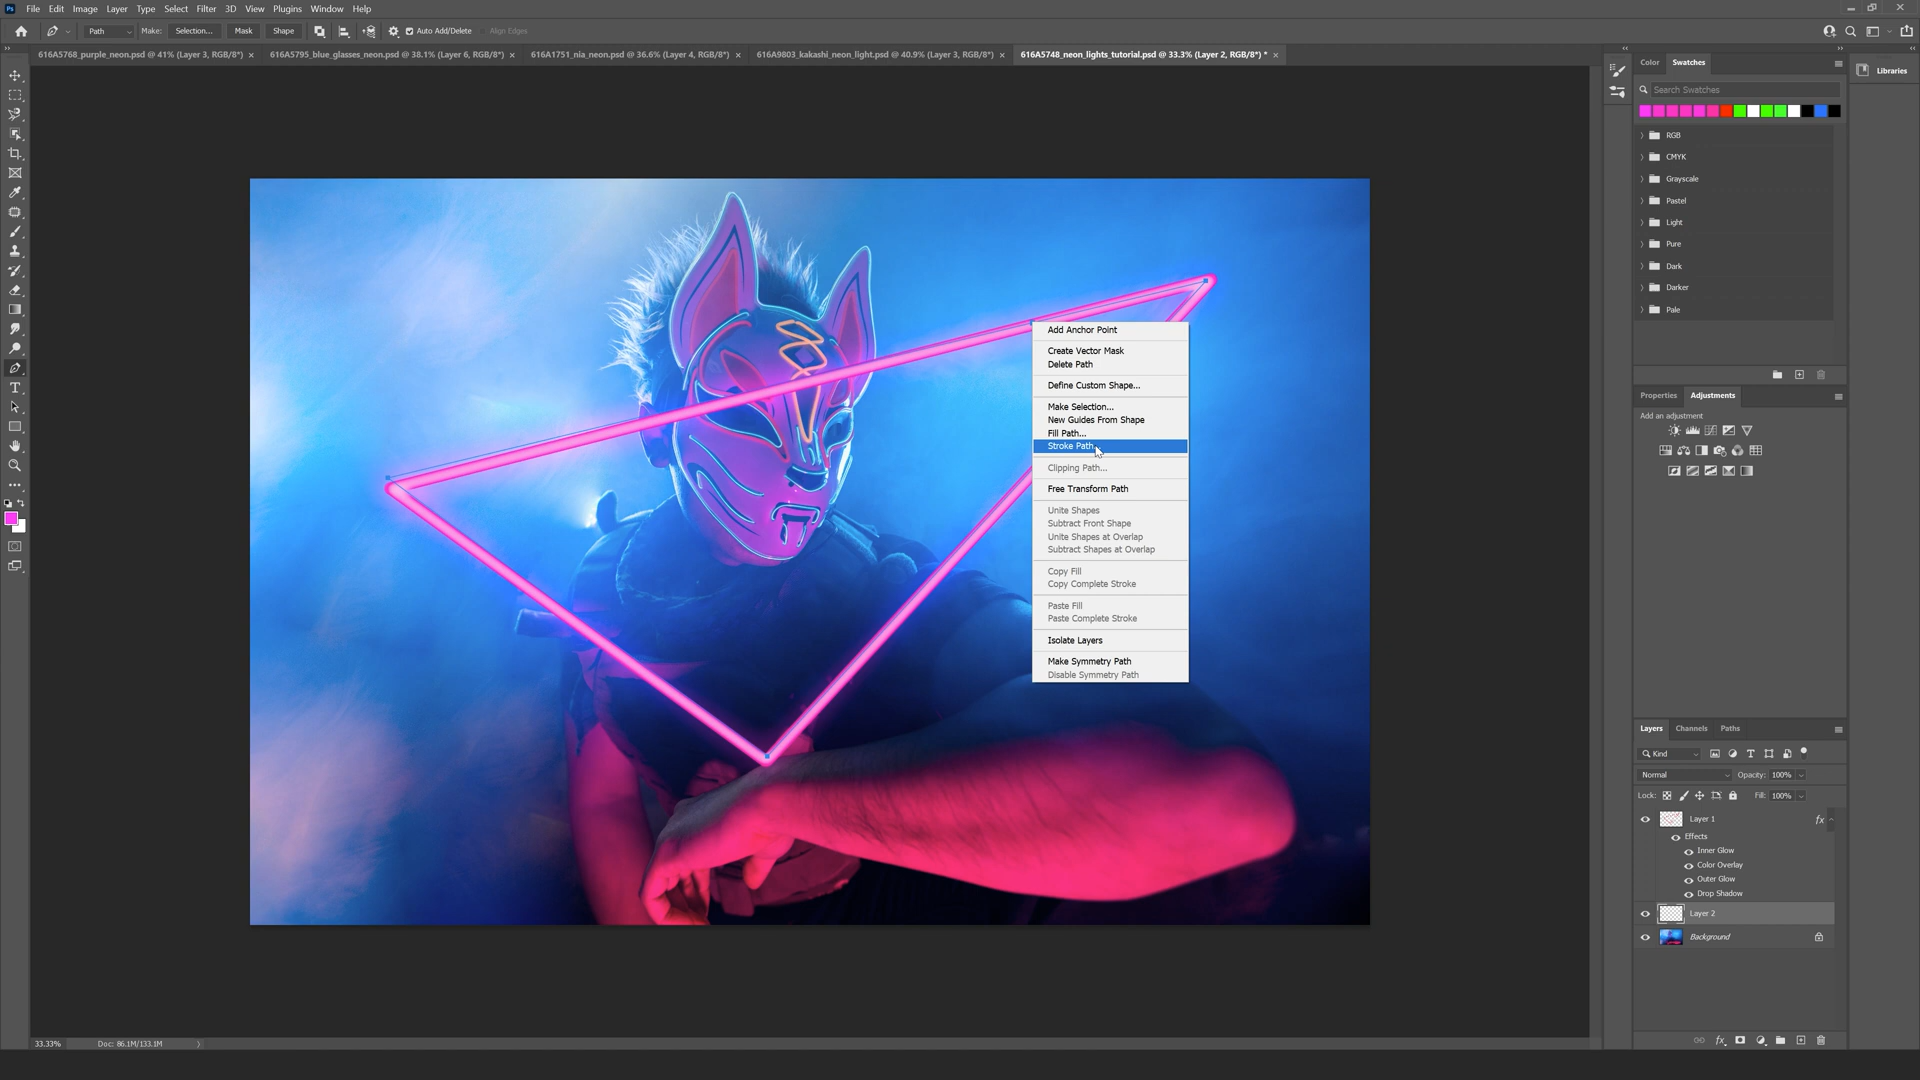 Ps File Edit Image Layer Type Select Filter 3D View Plugins Window Help
Path Make: Selection... Mask Shape Auto Add/Delete Align Edges
616A5768_purple_neon.psd @ 41% (Layer 3, RGB/8*) × 616A5795_blue_glasses_neon.psd @ 38.1% (Layer 6, RGB/8*) × 616A1751_nia_neon.psd @ 36.6% (Layer 4, RGB/8*) × 616A9803_kakashi_neon_light.psd @ 40.9% (Layer 3, RGB/8*) × 616A5748_neon_lights_tutorial.psd @ 33.3% (Layer 2, RGB/8*) * ×
Color Swatches
Libraries
Search Swatches
RGB
CMYK
Grayscale
Pastel
Light
Pure
Dark
Darker
Pale
Add Anchor Point
Create Vector Mask
Delete Path
Define Custom Shape...
Make Selection...
New Guides From Shape
Fill Path...
Stroke Path...
Clipping Path...
Free Transform Path
Unite Shapes
Subtract Front Shape
Unite Shapes at Overlap
Subtract Shapes at Overlap
Copy Fill
Copy Complete Stroke
Paste Fill
Paste Complete Stroke
Isolate Layers
Make Symmetry Path
Disable Symmetry Path
Properties Adjustments
Add an adjustment
Layers Channels Paths
Kind
Normal Opacity: 100%
Lock: Fill: 100%
Layer 1 fx
Effects
Inner Glow
Color Overlay
Outer Glow
Drop Shadow
Layer 2
Background
fx
33.33% Doc: 86.1M/133.1M